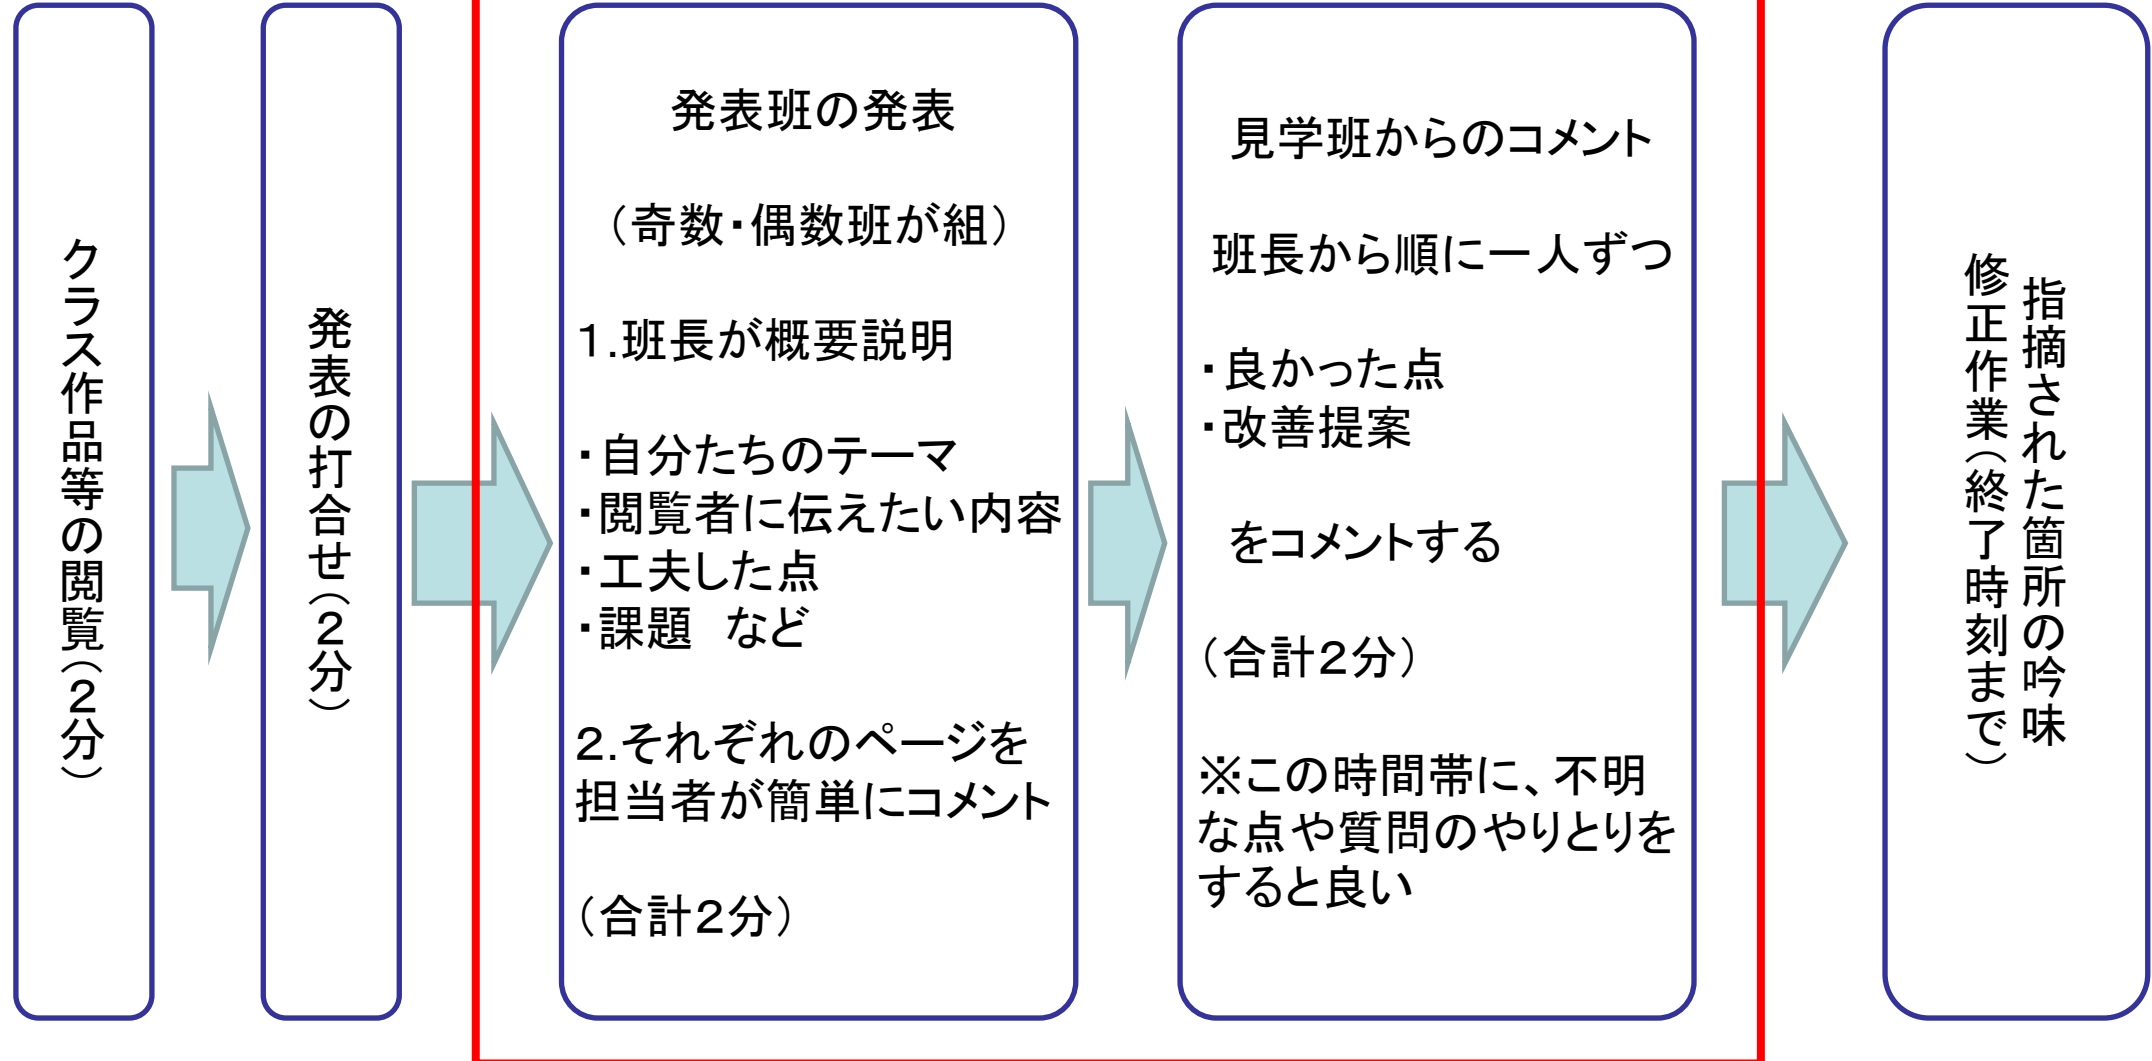 クラス作品等の閲覧（２分）
発表の打合せ（２分）
発表班の発表
（奇数・偶数班が組）
１.班長が概要説明
・自分たちのテーマ
・閲覧者に伝えたい内容
・工夫した点
・課題　など
２.それぞれのページを
担当者が簡単にコメント
（合計２分）
見学班からのコメント
班長から順に一人ずつ
・良かった点
・改善提案
をコメントする
（合計２分）
※この時間帯に、不明
な点や質問のやりとりを
すると良い
指摘された箇所の吟味
修正作業（終了時刻まで）